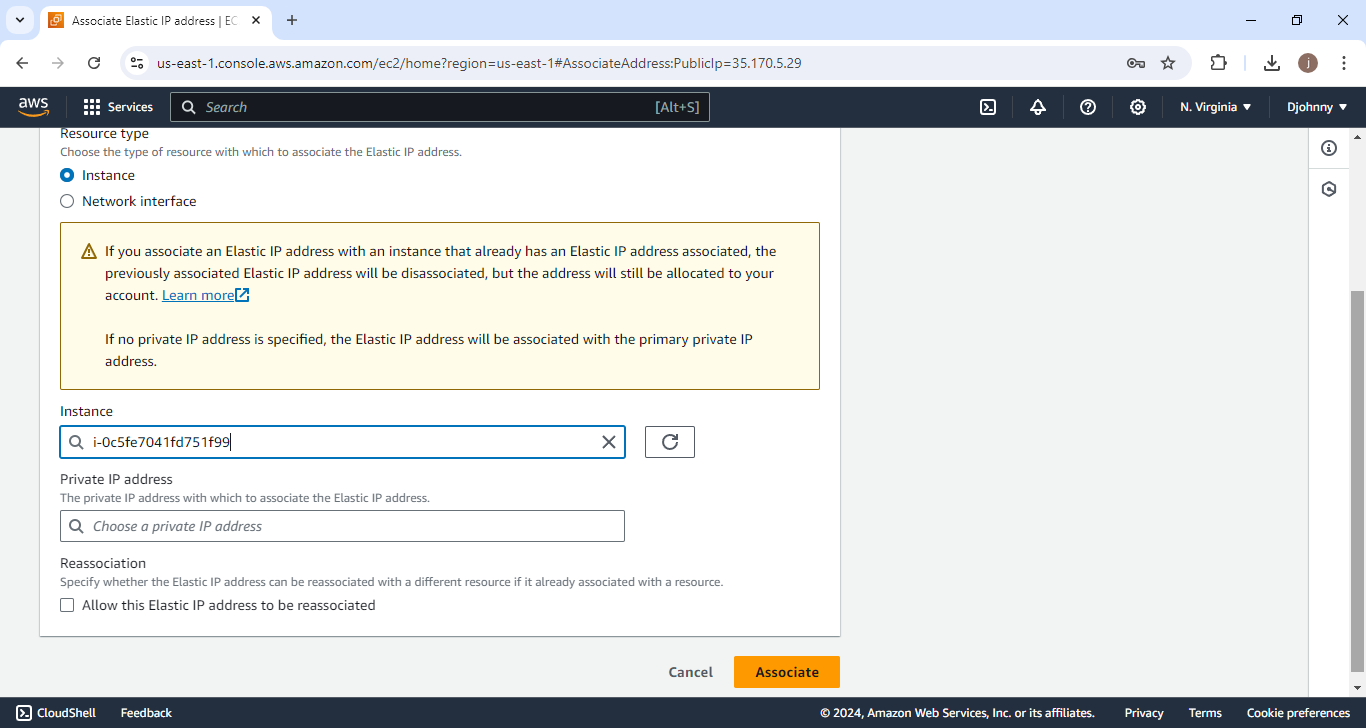 Associate Elastic IP address | EC
us-east-1.console.aws.amazon.com/ec2/home?region=us-east-1#AssociateAddress:PublicIp=35.170.5.29
j
aws
Services
Search
[Alt+S]
N. Virginia
Djohnny
Resource type
Choose the type of resource with which to associate the Elastic IP address.
Instance
Network interface
If you associate an Elastic IP address with an instance that already has an Elastic IP address associated, the
previously associated Elastic IP address will be disassociated, but the address will still be allocated to your
account. Learn more
If no private IP address is specified, the Elastic IP address will be associated with the primary private IP
address.
Instance
i-0c5fe7041fd751f99
Private IP address
The private IP address with which to associate the Elastic IP address.
Choose a private IP address
Reassociation
Specify whether the Elastic IP address can be reassociated with a different resource if it already associated with a resource.
Allow this Elastic IP address to be reassociated
Cancel
Associate
CloudShell
Feedback
© 2024, Amazon Web Services, Inc. or its affiliates.
Privacy
Terms
Cookie preferences